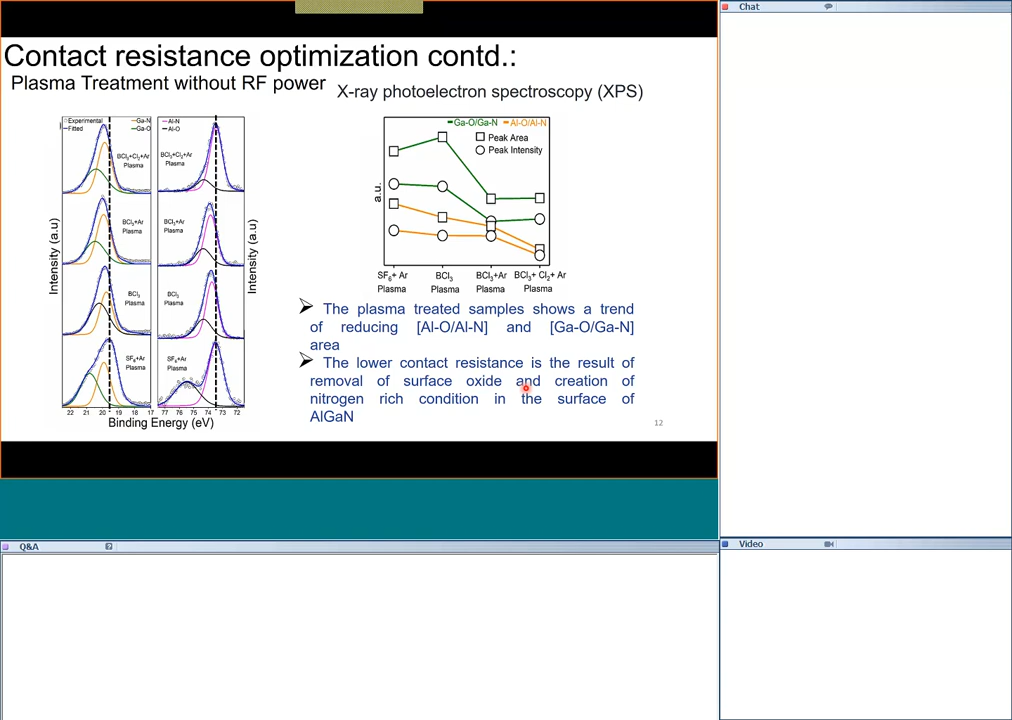 Contact resistance optimization contd.:
Plasma Treatment without RF power
X-ray photoelectron spectroscopy (XPS)
Experimental
Fitted
Ga-N
Ga-O
Al-N
Al-O
BCl3+Cl2+Ar
Plasma
BCl3+Cl2+Ar
Plasma
BCl3+Ar
Plasma
BCl3+Ar
Plasma
BCl3
Plasma
BCl3
Plasma
SF6+Ar
Plasma
SF6+Ar
Plasma
Intensity (a.u)
Intensity (a.u)
22 21 20 19 18 17
77 76 75 74 73 72
Binding Energy (eV)
Ga-O/Ga-N
Al-O/Al-N
Peak Area
Peak Intensity
a.u.
SF6+ Ar
Plasma
BCl3
Plasma
BCl3+Ar
Plasma
BCl3+ Cl2+ Ar
Plasma
The plasma treated samples shows a trend
of reducing [Al-O/Al-N] and [Ga-O/Ga-N]
area
The lower contact resistance is the result of
removal of surface oxide and creation of
nitrogen rich condition in the surface of
AlGaN
12
Chat
Q&A
Video